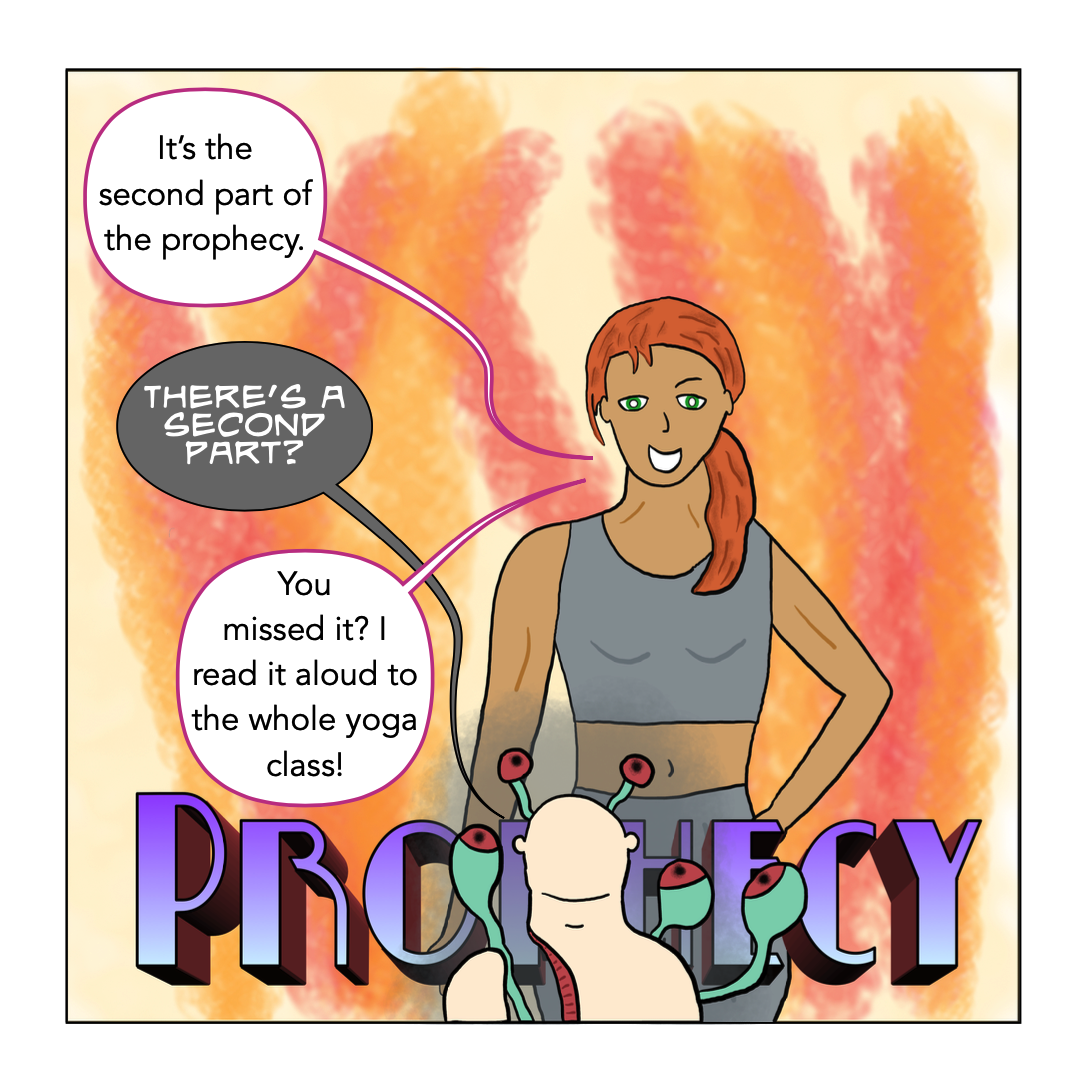 It's the
second part of
the prophecy.
THERE'S A
SECOND
PART?
You
missed it? I
read it aloud to
the whole yoga
class!
PROPHECY